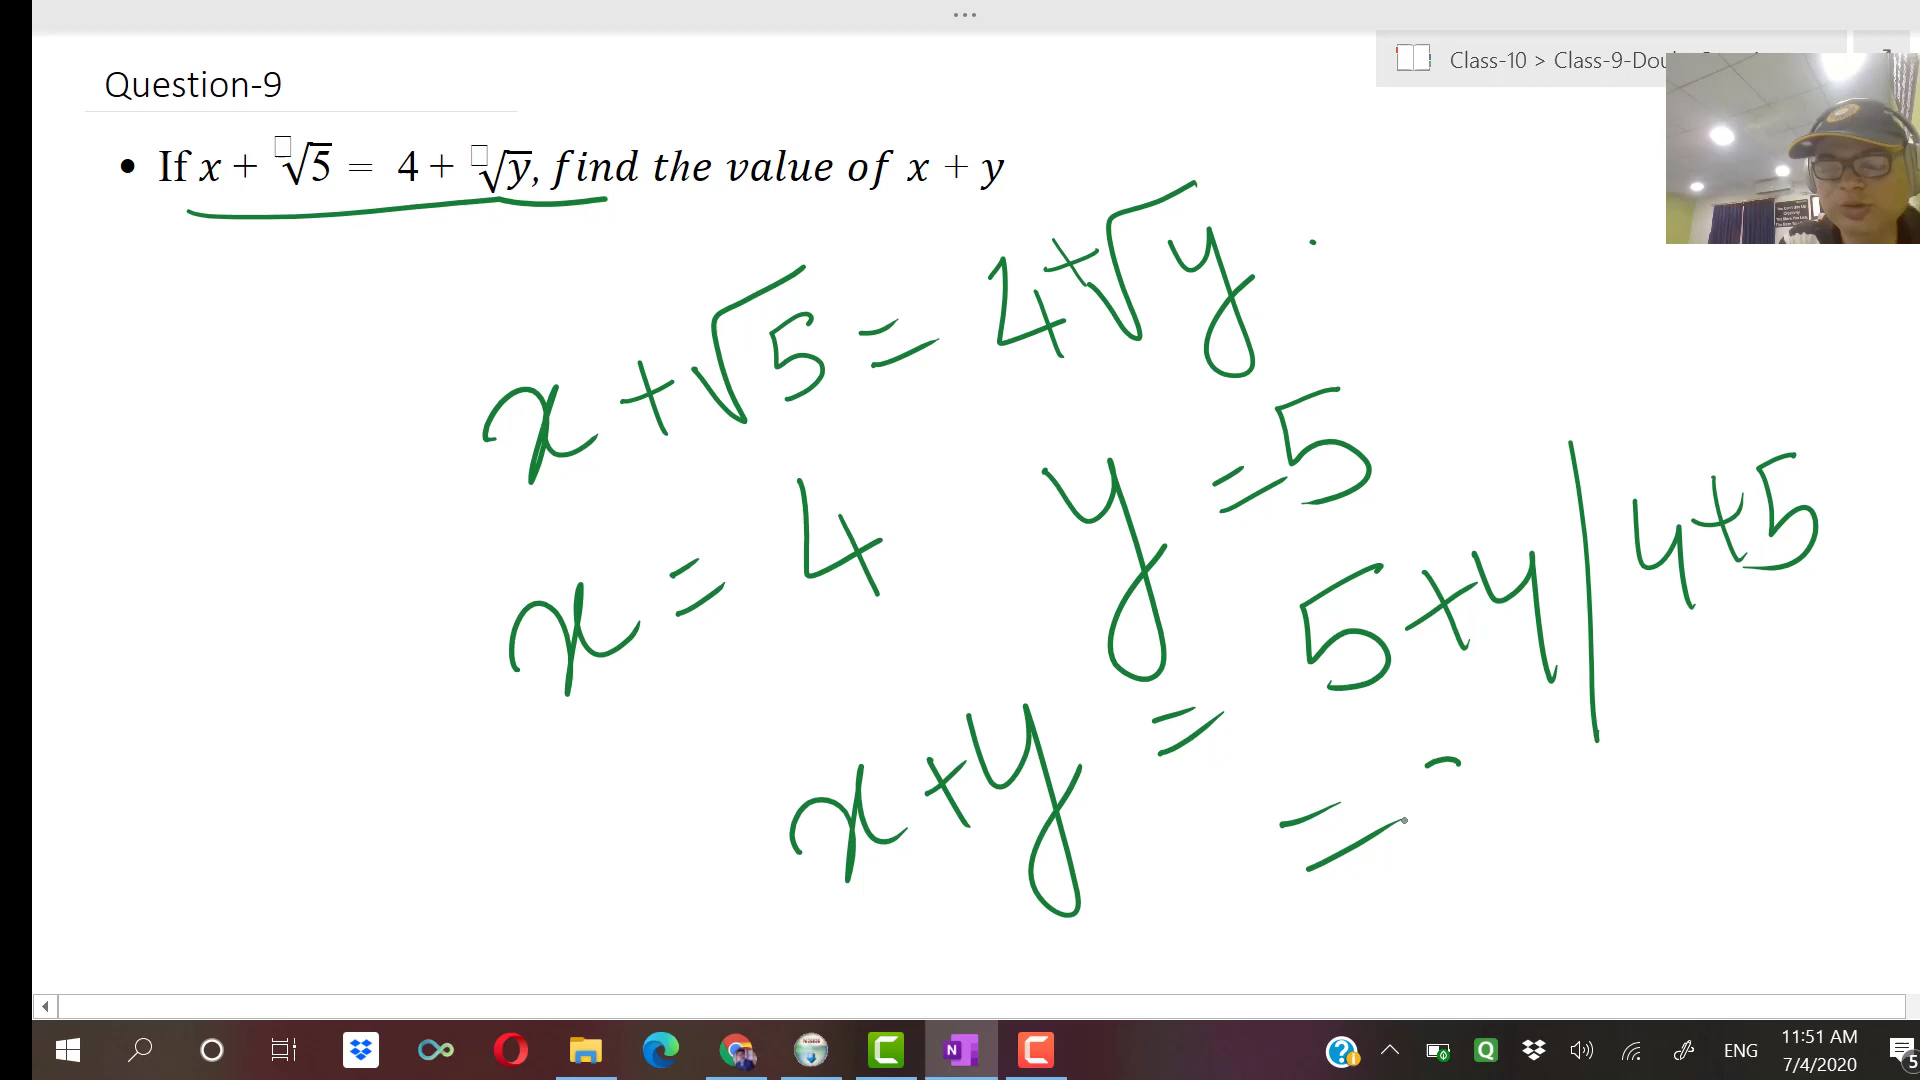 Class-10 > Class-9-Dou
Question-9
• If x + √5 = 4 + √y, find the value of x + y
x + √5 = 4 + √y
x = 4 y = 5
x + y = 5 + 4 | 4 + 5
=
ENG
11:51 AM
7/4/2020
5